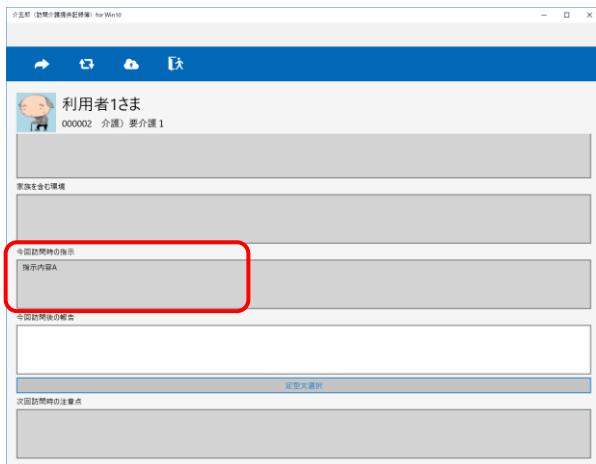 介五郎（訪問介護提供記録簿）for Win10
利用者1さま
000002 介護）要介護１
家族を含む環境
今回訪問時の指示
指示内容A
今回訪問後の報告
定型文選択
次回訪問時の注意点